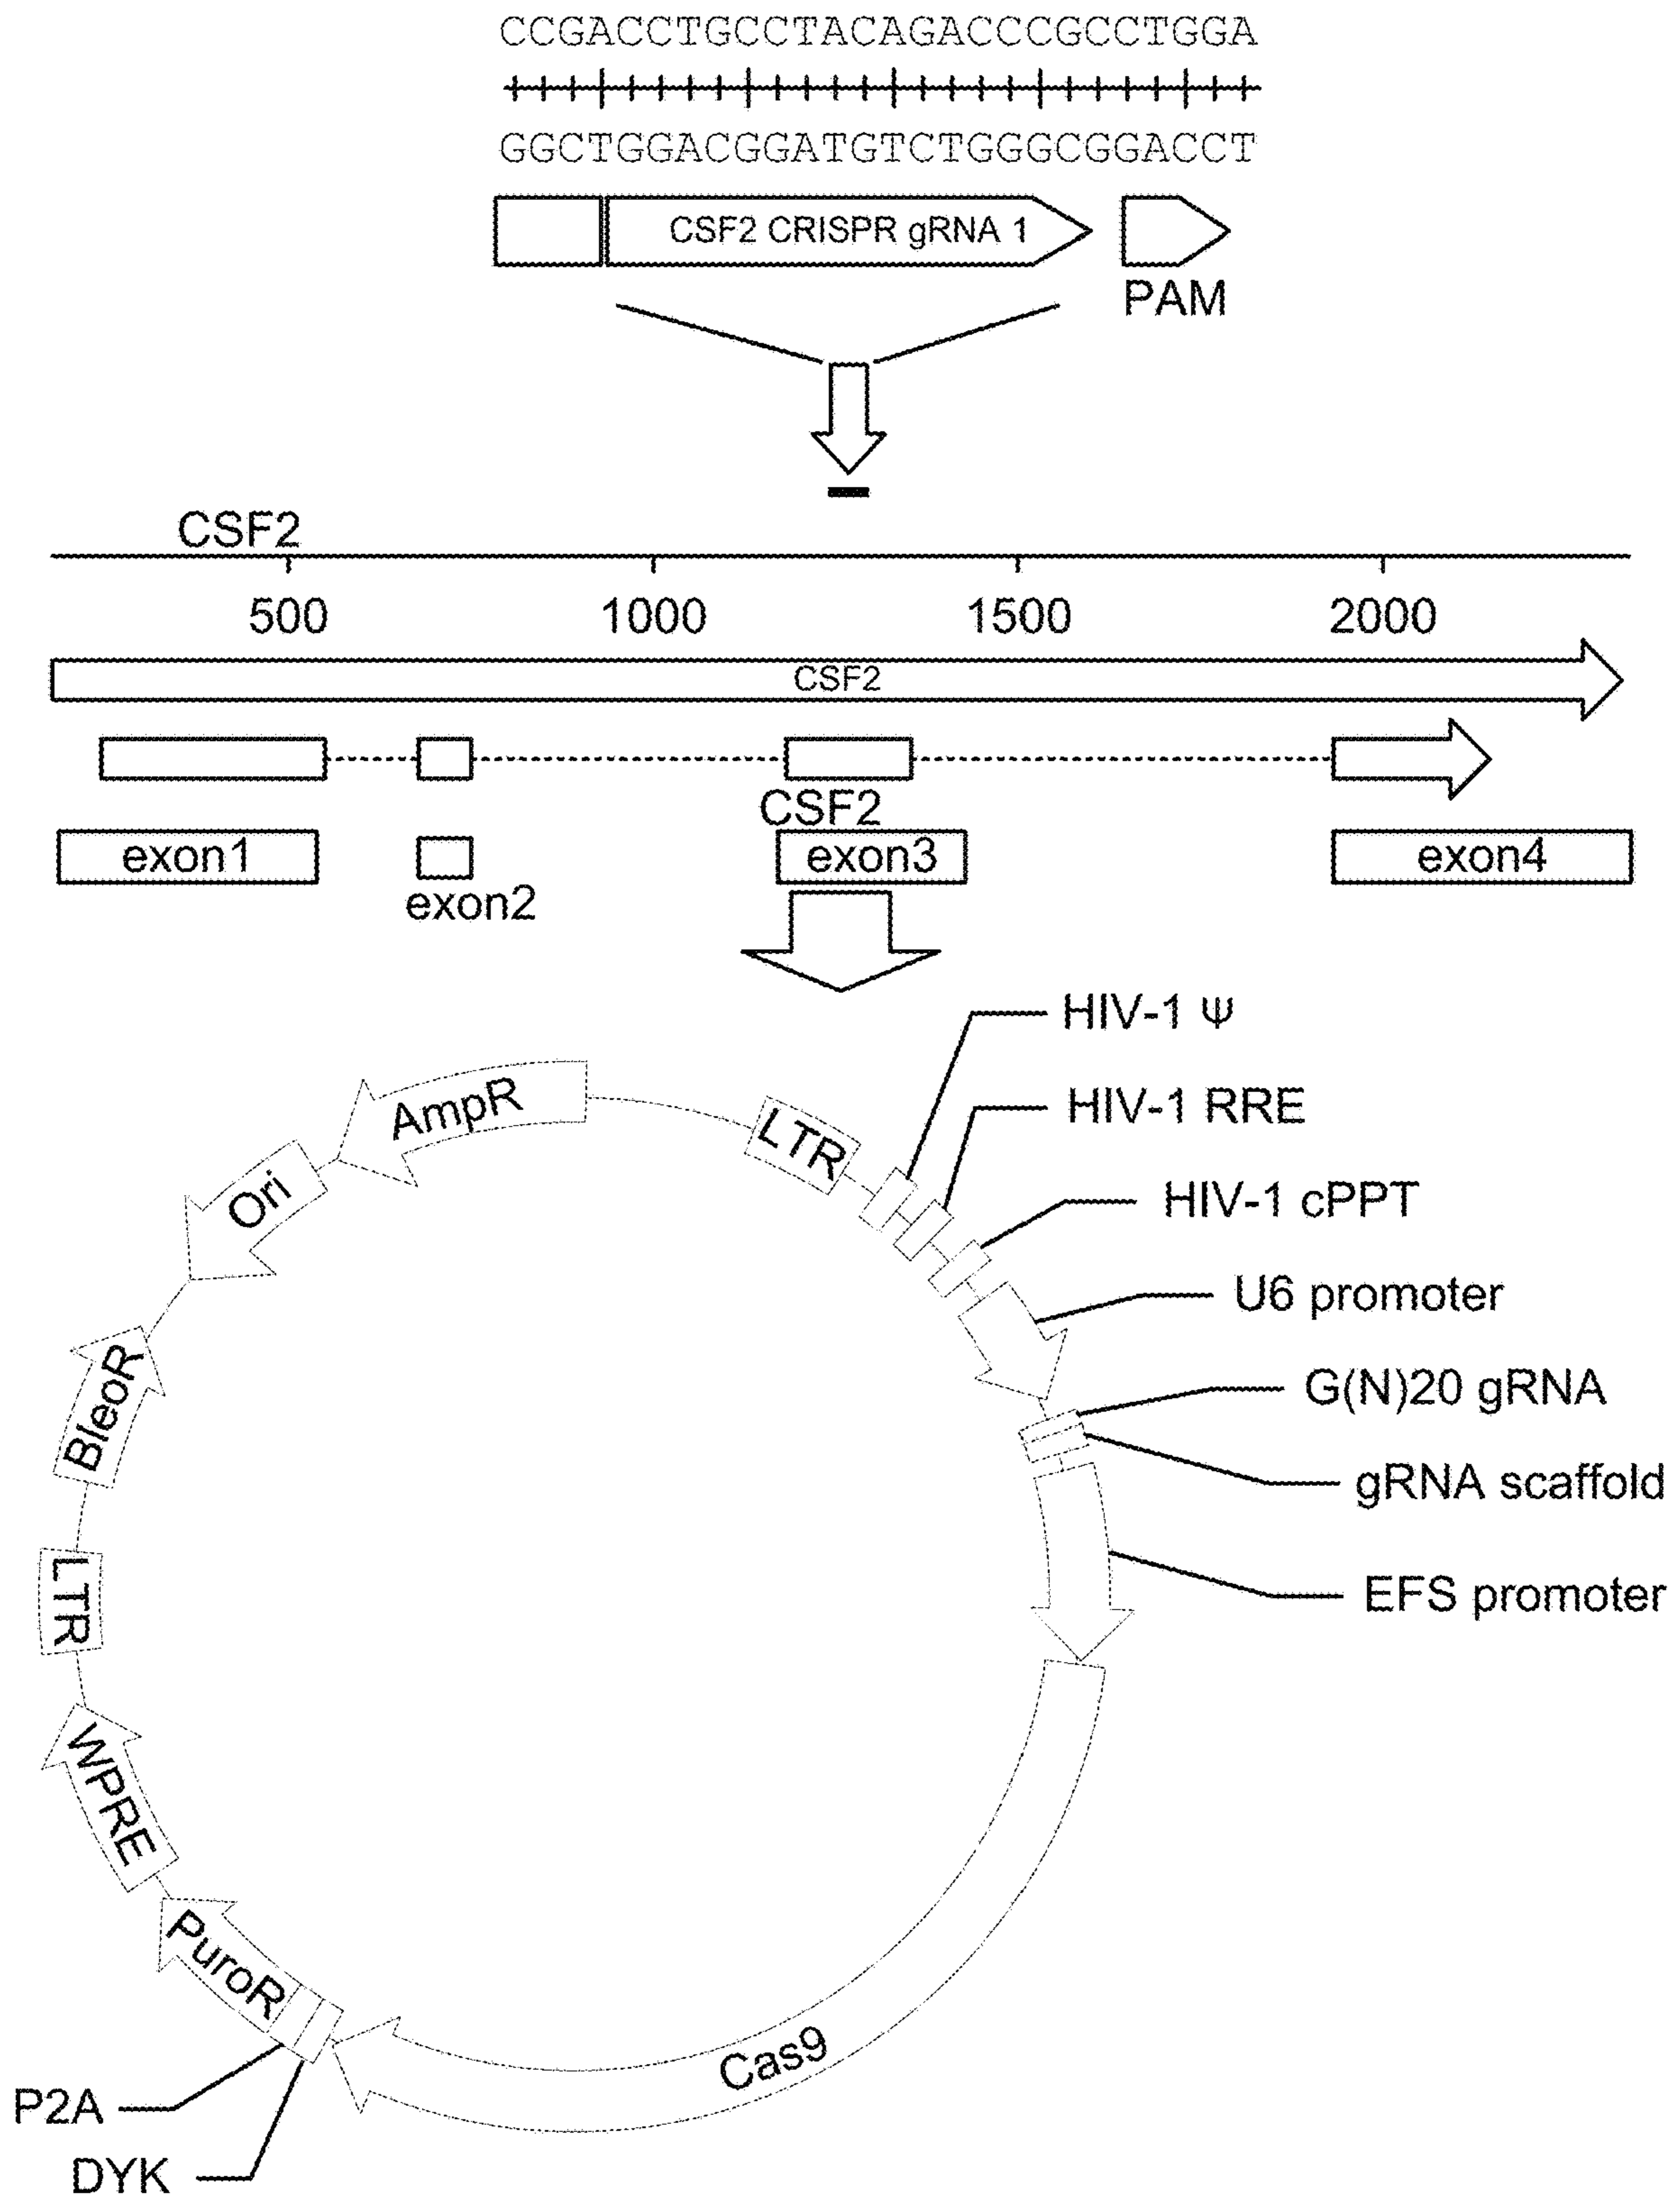 CCGACCTGCCTACAGACCCGCCTGGA
GGCTGGACGGATGTCTGGGCGGACCT
CSF2 CRISPR gRNA 1
PAM
CSF2
500 1000 1500 2000
CSF2
CSF2
exon1 exon3 exon4
exon2
HIV-1 Ψ
HIV-1 RRE
HIV-1 cPPT
U6 promoter
G(N)20 gRNA
gRNA scaffold
EFS promoter
AmpR
LTR
Ori
BleoR
LTR
WPRE
PuroR
Cas9
P2A
DYK